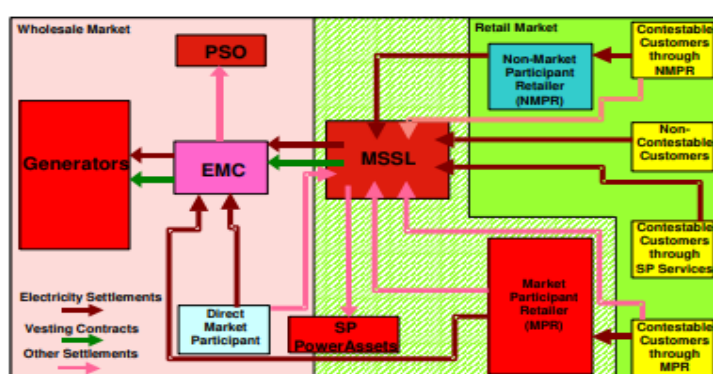 Wholesale Market
Retail Market
PSO
Non-Market
Participant
Retailer
(NMPR)
Contestable
Customers
through
NMPR
Generators
EMC
MSSL
Non-
Contestable
Customers
Contestable
Customers
through
SP Services
Electricity Settlements
Vesting Contracts
Other Settlements
Direct
Market
Participant
SP
PowerAssets
Market
Participant
Retailer
(MPR)
Contestable
Customers
through
MPR